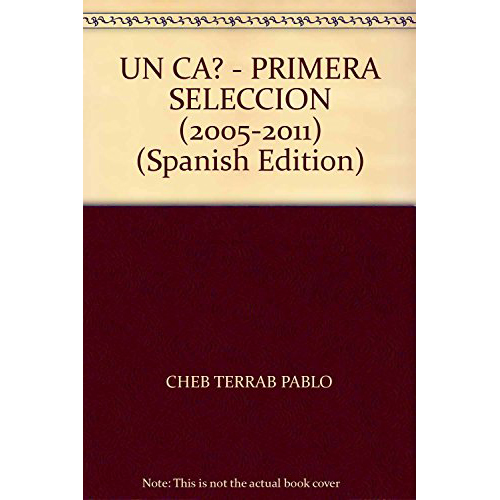 UN CA? - PRIMERA
SELECCION
(2005-2011)
(Spanish Edition)
CHEB TERRAB PABLO
Note: This is not the actual book cover